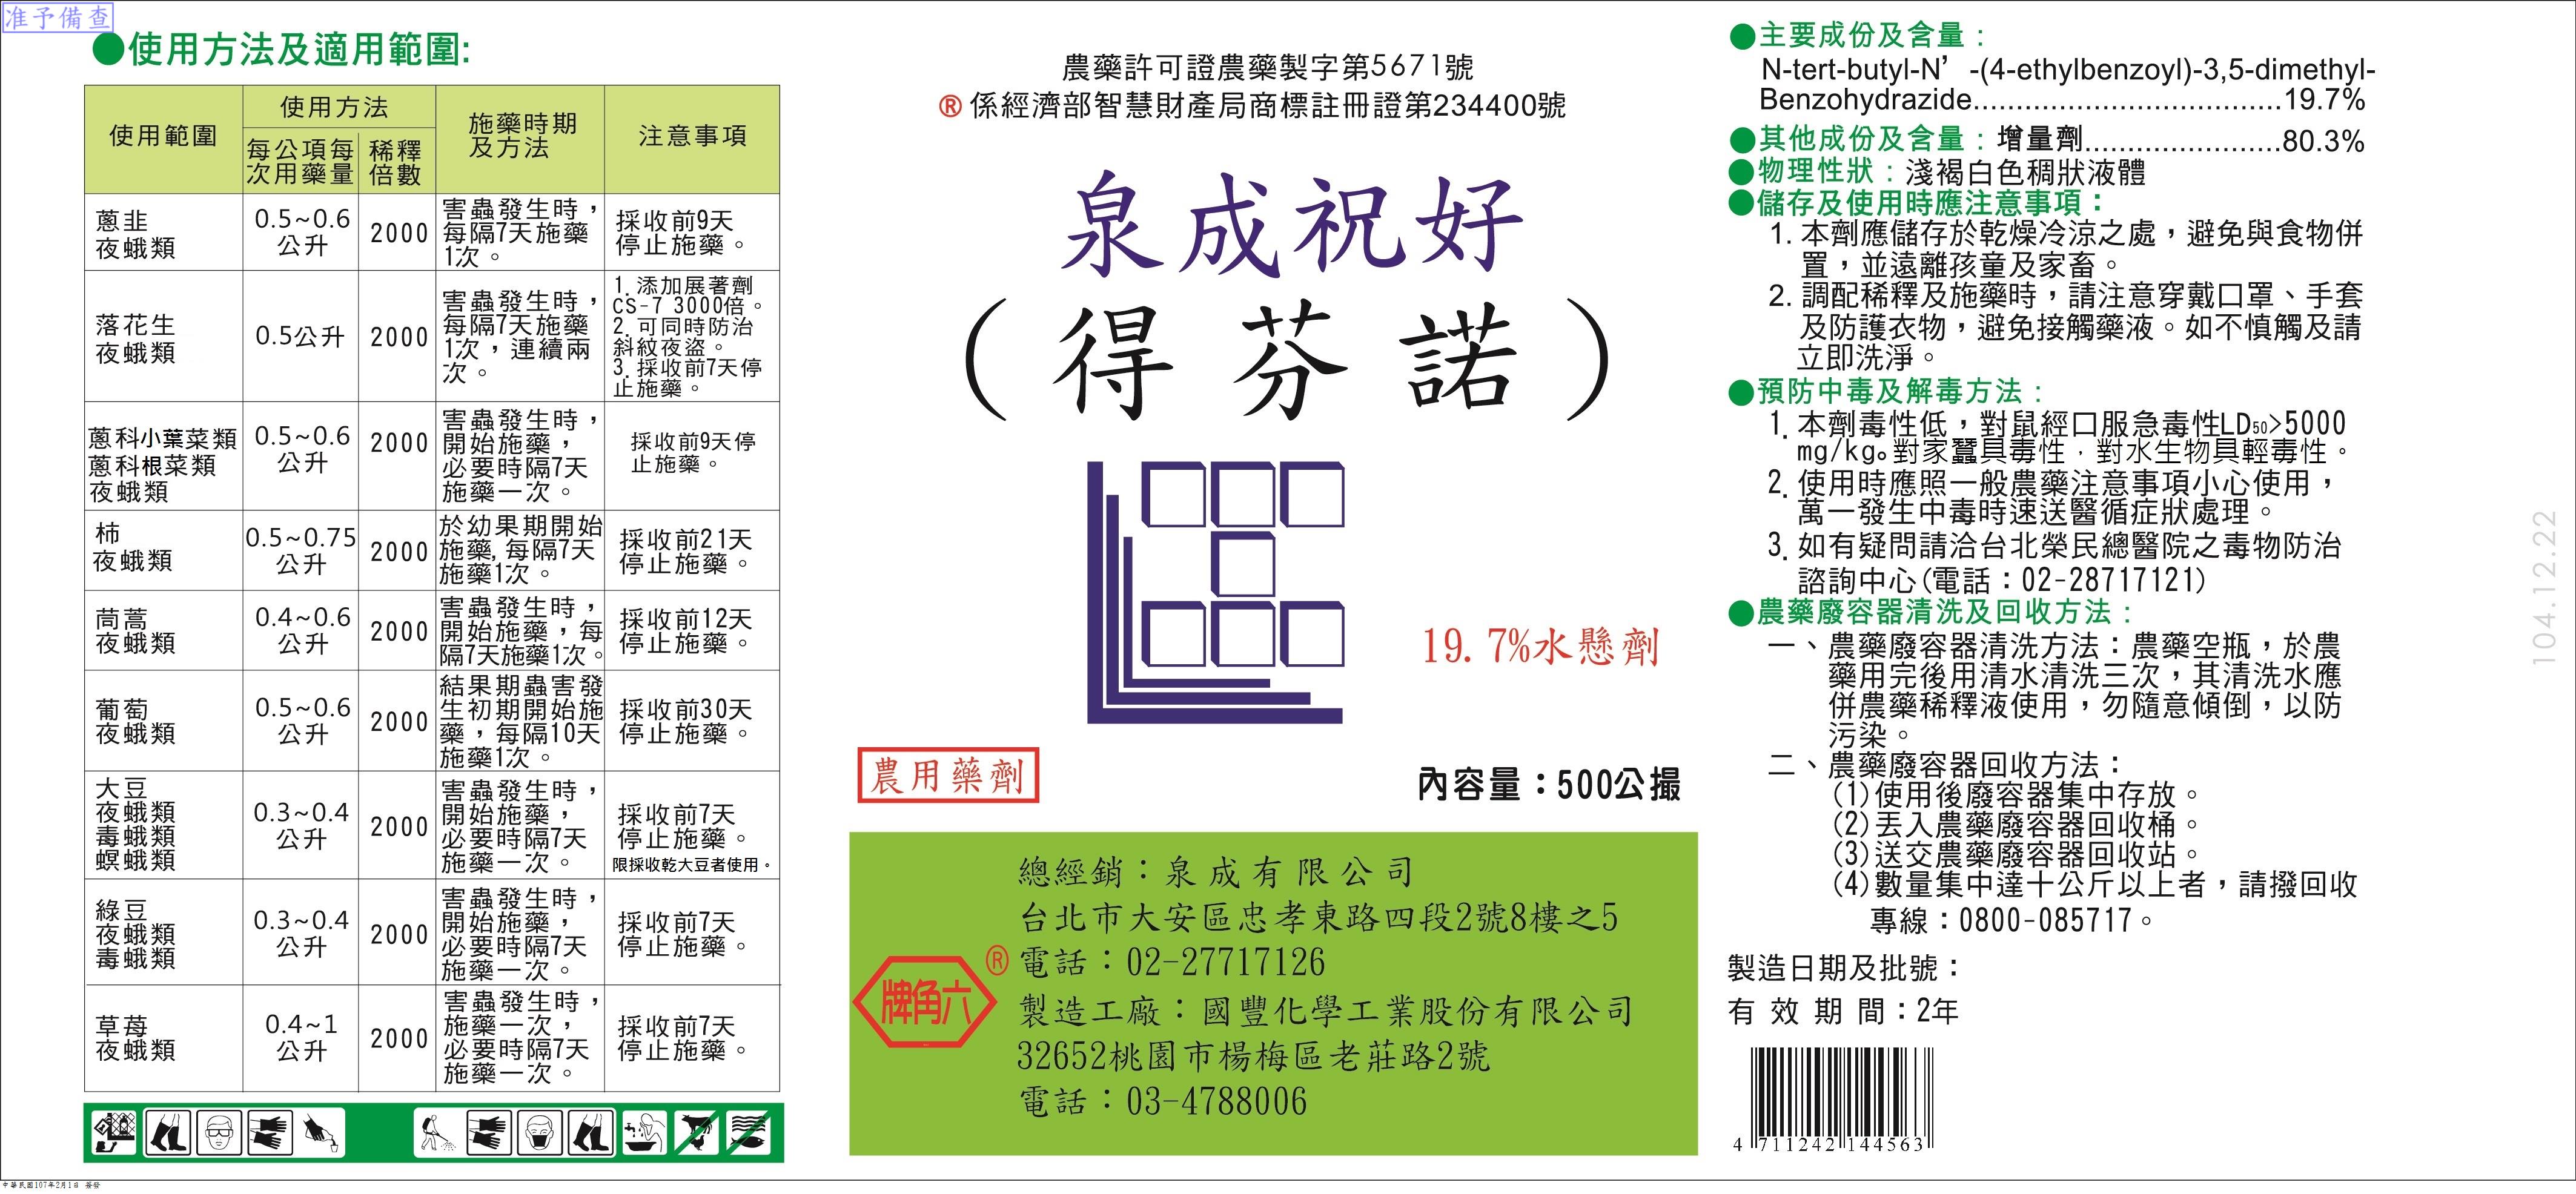 准予備查
●使用方法及適用範圍:
使用範圍
使用方法
每公頃每
次用藥量
稀釋
倍數
施藥時期
及方法
注意事項
蔥韭
夜蛾類
0.5~0.6
公升
2000
害蟲發生時，
每隔7天施藥
1次。
採收前9天
停止施藥。
落花生
夜蛾類
0.5公升
2000
害蟲發生時，
每隔7天施藥
1次，連續兩
次。
1. 添加展著劑
CS-7 3000倍。
2. 可同時防治
斜紋夜盜。
3. 採收前7天停
止施藥。
蔥科小葉菜類
蔥科根菜類
夜蛾類
0.5~0.6
公升
2000
害蟲發生時，
開始施藥，
必要時隔7天
施藥一次。
採收前9天停
止施藥。
柿
夜蛾類
0.5~0.75
公升
2000
於幼果期開始
施藥,每隔7天
施藥1次。
採收前21天
停止施藥。
茼蒿
夜蛾類
0.4~0.6
公升
2000
害蟲發生時，
開始施藥，每
隔7天施藥1次。
採收前12天
停止施藥。
葡萄
夜蛾類
0.5~0.6
公升
2000
結果期蟲害發
生初期開始施
藥，每隔10天
施藥1次。
採收前30天
停止施藥。
大豆
夜蛾類
毒蛾類
螟蛾類
0.3~0.4
公升
2000
害蟲發生時，
開始施藥，
必要時隔7天
施藥一次。
採收前7天
停止施藥。
限採收乾大豆者使用。
綠豆
夜蛾類
毒蛾類
0.3~0.4
公升
2000
害蟲發生時，
開始施藥，
必要時隔7天
施藥一次。
採收前7天
停止施藥。
草莓
夜蛾類
0.4~1
公升
2000
害蟲發生時，
施藥一次，
必要時隔7天
施藥一次。
採收前7天
停止施藥。
中華民國107年2月1日 簽發
農藥許可證農藥製字第5671號
®係經濟部智慧財產局商標註冊證第234400號
泉成祝好
（得芬諾）
19.7%水懸劑
農用藥劑
內容量：500公撮
總經銷：泉成有限公司
台北市大安區忠孝東路四段2號8樓之5
電話：02-27717126
牌角六®
製造工廠：國豐化學工業股份有限公司
32652桃園市楊梅區老莊路2號
電話：03-4788006
●主要成份及含量：
N-tert-butyl-N’-(4-ethylbenzoyl)-3,5-dimethyl-
Benzohydrazide....................................19.7%
●其他成份及含量：增量劑.......................80.3%
●物理性狀：淺褐白色稠狀液體
●儲存及使用時應注意事項：
1. 本劑應儲存於乾燥冷涼之處，避免與食物併
置，並遠離孩童及家畜。
2. 調配稀釋及施藥時，請注意穿戴口罩、手套
及防護衣物，避免接觸藥液。如不慎觸及請
立即洗淨。
●預防中毒及解毒方法：
1. 本劑毒性低，對鼠經口服急毒性LD50>5000
mg/kg。對家蠶具毒性，對水生物具輕毒性。
2. 使用時應照一般農藥注意事項小心使用，
萬一發生中毒時速送醫循症狀處理。
3. 如有疑問請洽台北榮民總醫院之毒物防治
諮詢中心(電話：02-28717121)
●農藥廢容器清洗及回收方法：
一、農藥廢容器清洗方法：農藥空瓶，於農
藥用完後用清水清洗三次，其清洗水應
併農藥稀釋液使用，勿隨意傾倒，以防
污染。
二、農藥廢容器回收方法：
(1)使用後廢容器集中存放。
(2)丟入農藥廢容器回收桶。
(3)送交農藥廢容器回收站。
(4)數量集中達十公斤以上者，請撥回收
專線：0800-085717。
製造日期及批號：
有效期間：2年
4 711242 144563
104.12.22